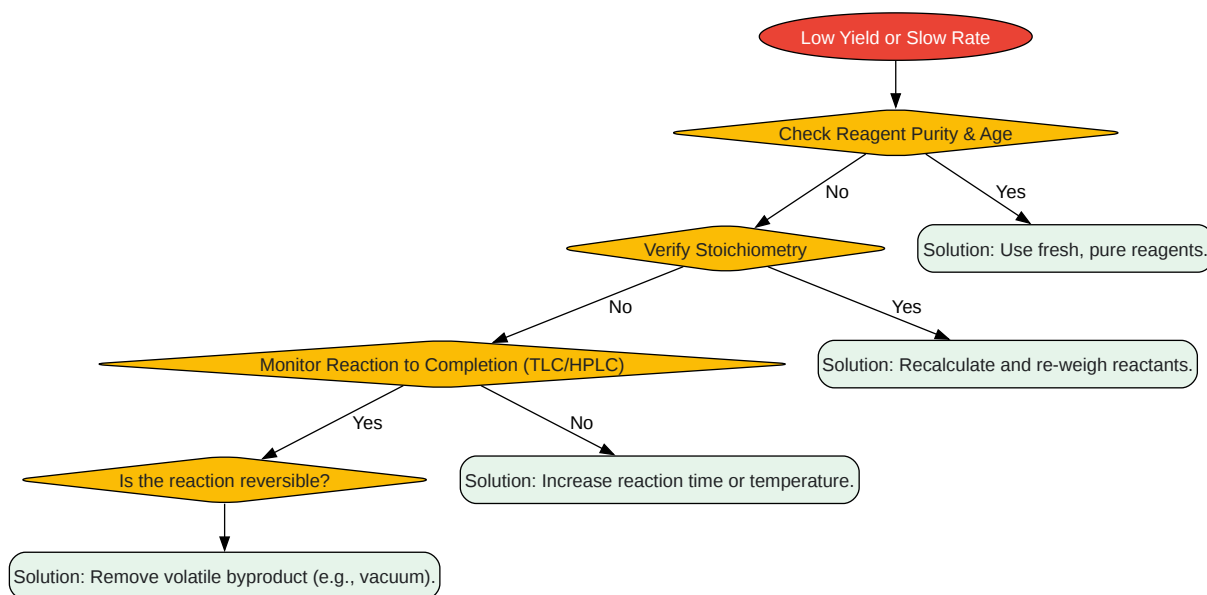 Low Yield or Slow Rate
Check Reagent Purity & Age
No
Yes
Verify Stoichiometry
Solution: Use fresh, pure reagents.
No
Yes
Monitor Reaction to Completion (TLC/HPLC)
Solution: Recalculate and re-weigh reactants.
Yes
No
Is the reaction reversible?
Solution: Increase reaction time or temperature.
Solution: Remove volatile byproduct (e.g., vacuum).